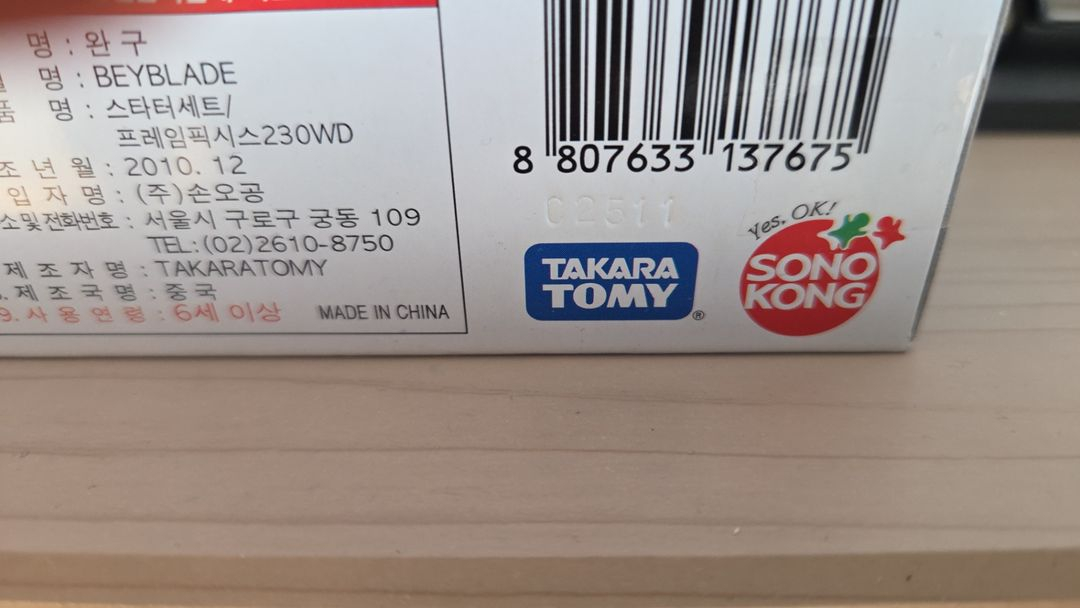 명 : 완 구
명 : BEYBLADE
품 명 : 스타터세트/
프레임픽시스230WD
조 년 월 : 2010. 12
입 자 명 : (주)손오공
소및전화번호 : 서울시 구로구 궁동 109
TEL:(02)2610-8750
제 조 자 명 : TAKARATOMY
제 조 국 명 : 중국
9. 사 용 연 령 : 6세 이상 MADE IN CHINA
8 807633 137675
02511
TAKARA
TOMY®
Yes, OK!
SONO
KONG